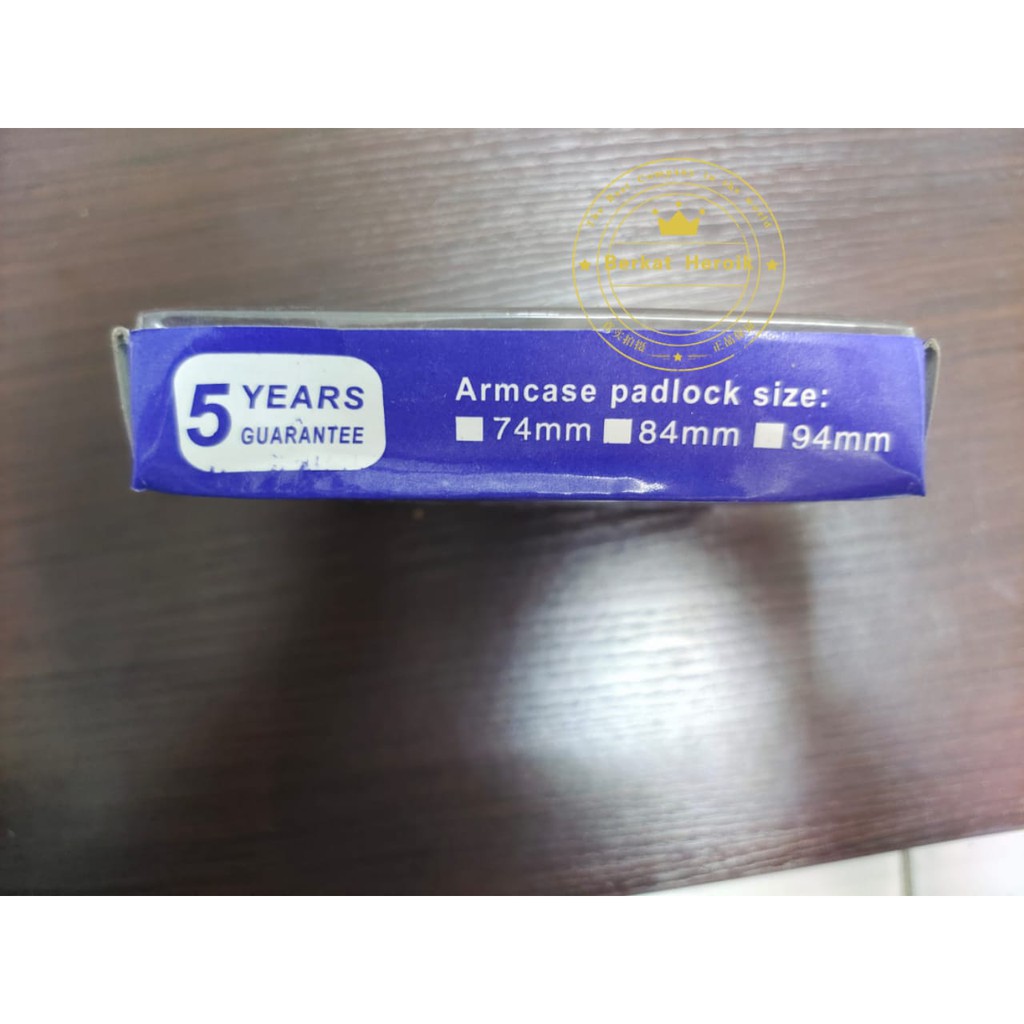 Berkat Heroik
5 YEARS
GUARANTEE
Armcase padlock size:
74mm 84mm 94mm